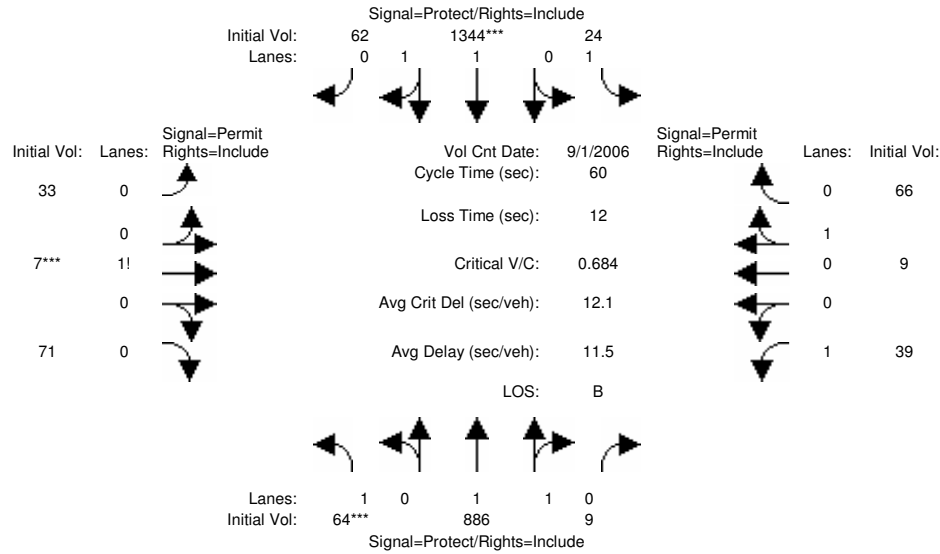 Signal=Protect/Rights=Include
Initial Vol: 62 1344*** 24
Lanes: 0 1 1 0 1
Signal=Permit
Initial Vol: Lanes: Rights=Include
Vol Cnt Date: 9/1/2006
Signal=Permit
Rights=Include Lanes: Initial Vol:
33 0
Cycle Time (sec): 60
0 66
0
Loss Time (sec): 12
1
7*** 1!
Critical V/C: 0.684
0 9
0
Avg Crit Del (sec/veh): 12.1
0
71 0
Avg Delay (sec/veh): 11.5
1 39
LOS: B
Lanes: 1 0 1 1 0
Initial Vol: 64*** 886 9
Signal=Protect/Rights=Include